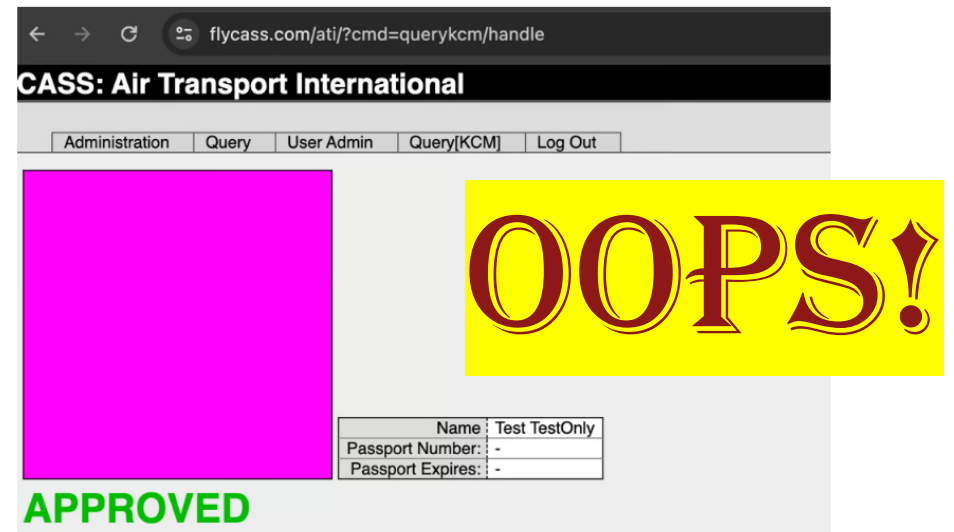 flycass.com/ati/?cmd=querykcm/handle
CASS: Air Transport International
Administration Query User Admin Query[KCM] Log Out
OOPS!
Name Test TestOnly
Passport Number: -
Passport Expires: -
APPROVED